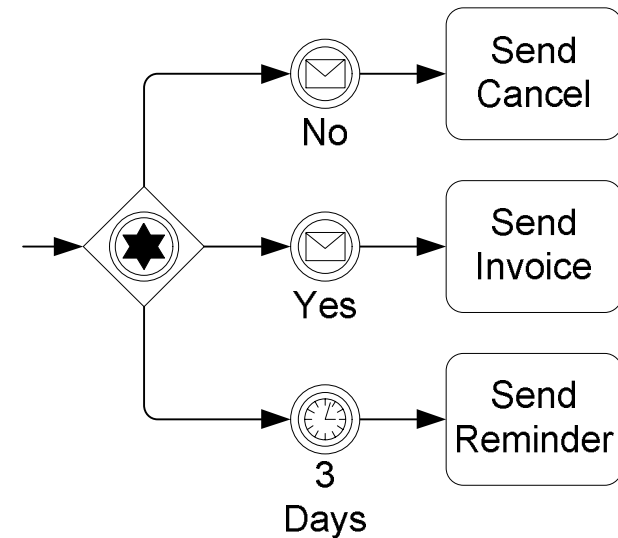 Send
Cancel
No
Send
Invoice
Yes
Send
Reminder
3
Days